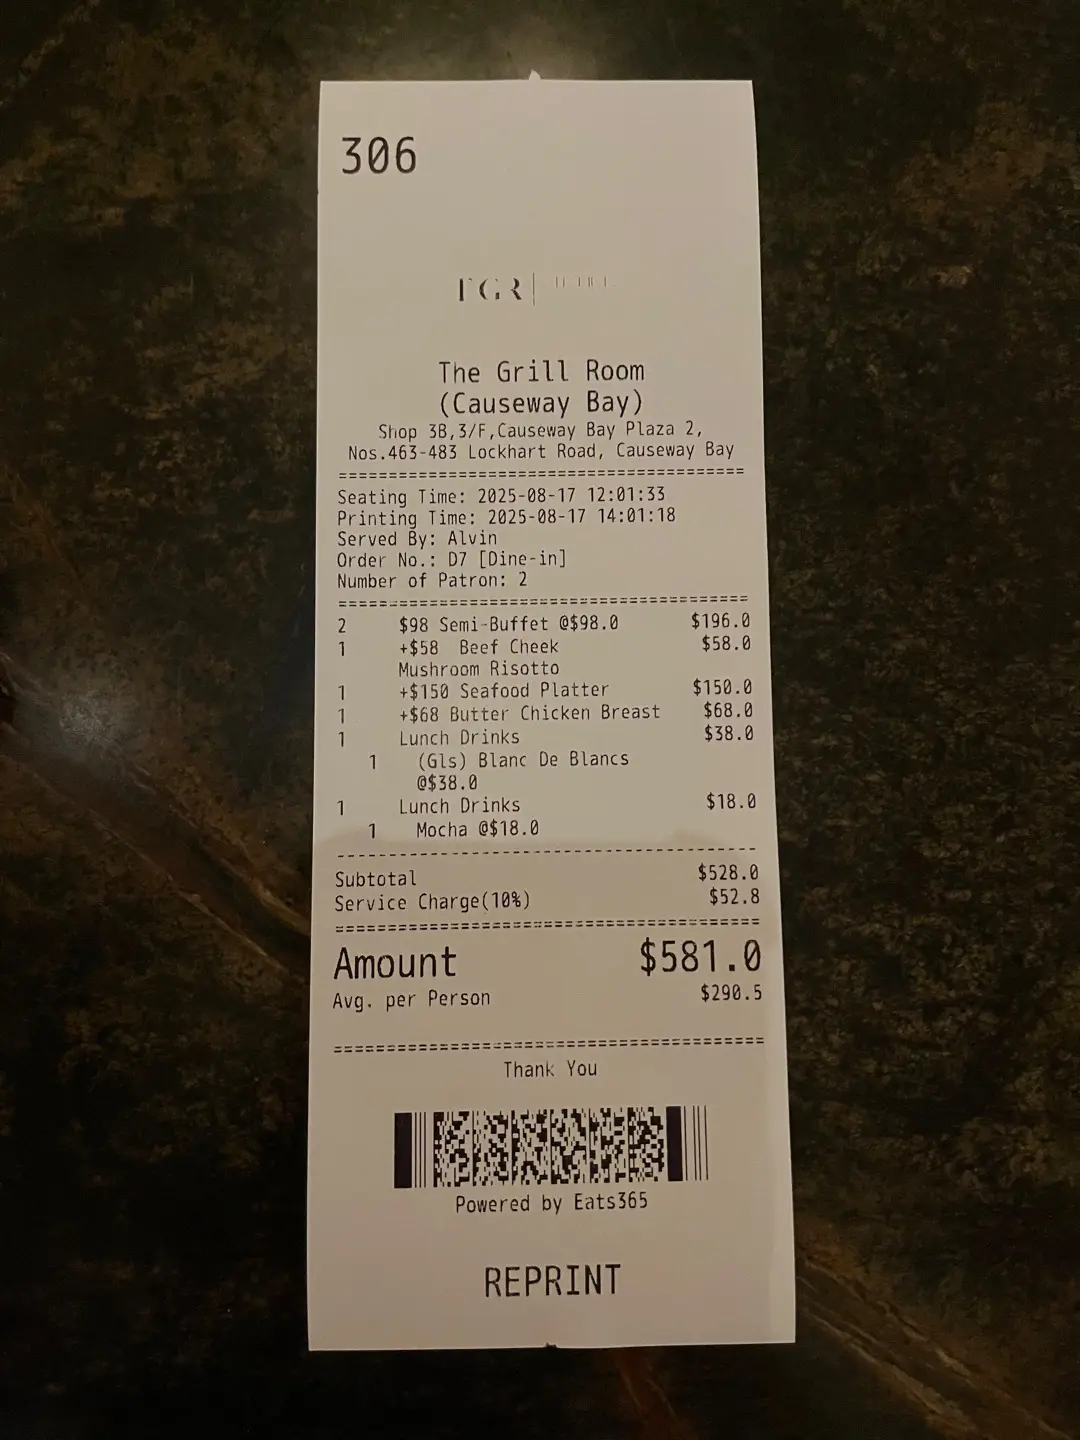 306
TGR
The Grill Room
(Causeway Bay)
Shop 3B,3/F,Causeway Bay Plaza 2,
Nos.463-483 Lockhart Road, Causeway Bay
=========================================
Seating Time: 2025-08-17 12:01:33
Printing Time: 2025-08-17 14:01:18
Served By: Alvin
Order No.: D7 [Dine-in]
Number of Patron: 2
=========================================
2 $98 Semi-Buffet @$98.0 $196.0
1 +$58 Beef Cheek $58.0
Mushroom Risotto
1 +$150 Seafood Platter $150.0
1 +$68 Butter Chicken Breast $68.0
1 Lunch Drinks $38.0
1 (Gls) Blanc De Blancs
@$38.0
1 Lunch Drinks $18.0
1 Mocha @$18.0
-----------------------------------------
Subtotal $528.0
Service Charge(10%) $52.8
=========================================
Amount $581.0
Avg. per Person $290.5
=========================================
Thank You
Powered by Eats365
REPRINT